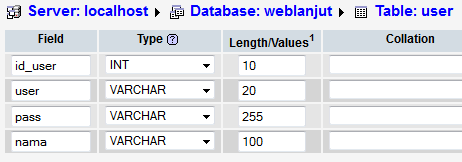 Server: localhost Database: weblanjut Table: user
Field Type Length/Values1 Collation
id_user INT 10
user VARCHAR 20
pass VARCHAR 255
nama VARCHAR 100